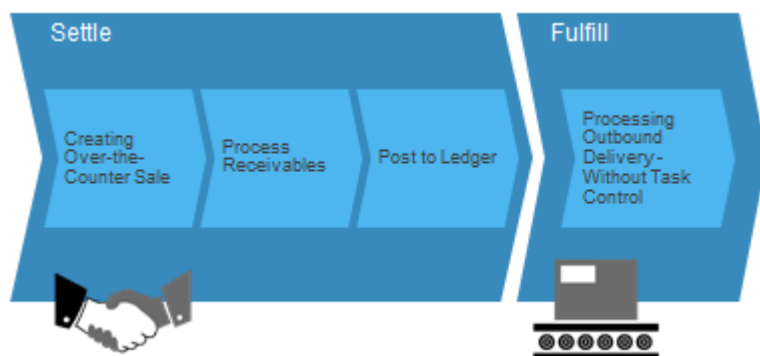 Settle
Fulfill
Creating
Over-the-
Counter Sale
Process
Receivables
Post to Ledger
Processing
Outbound
Delivery-
Without Task
Control